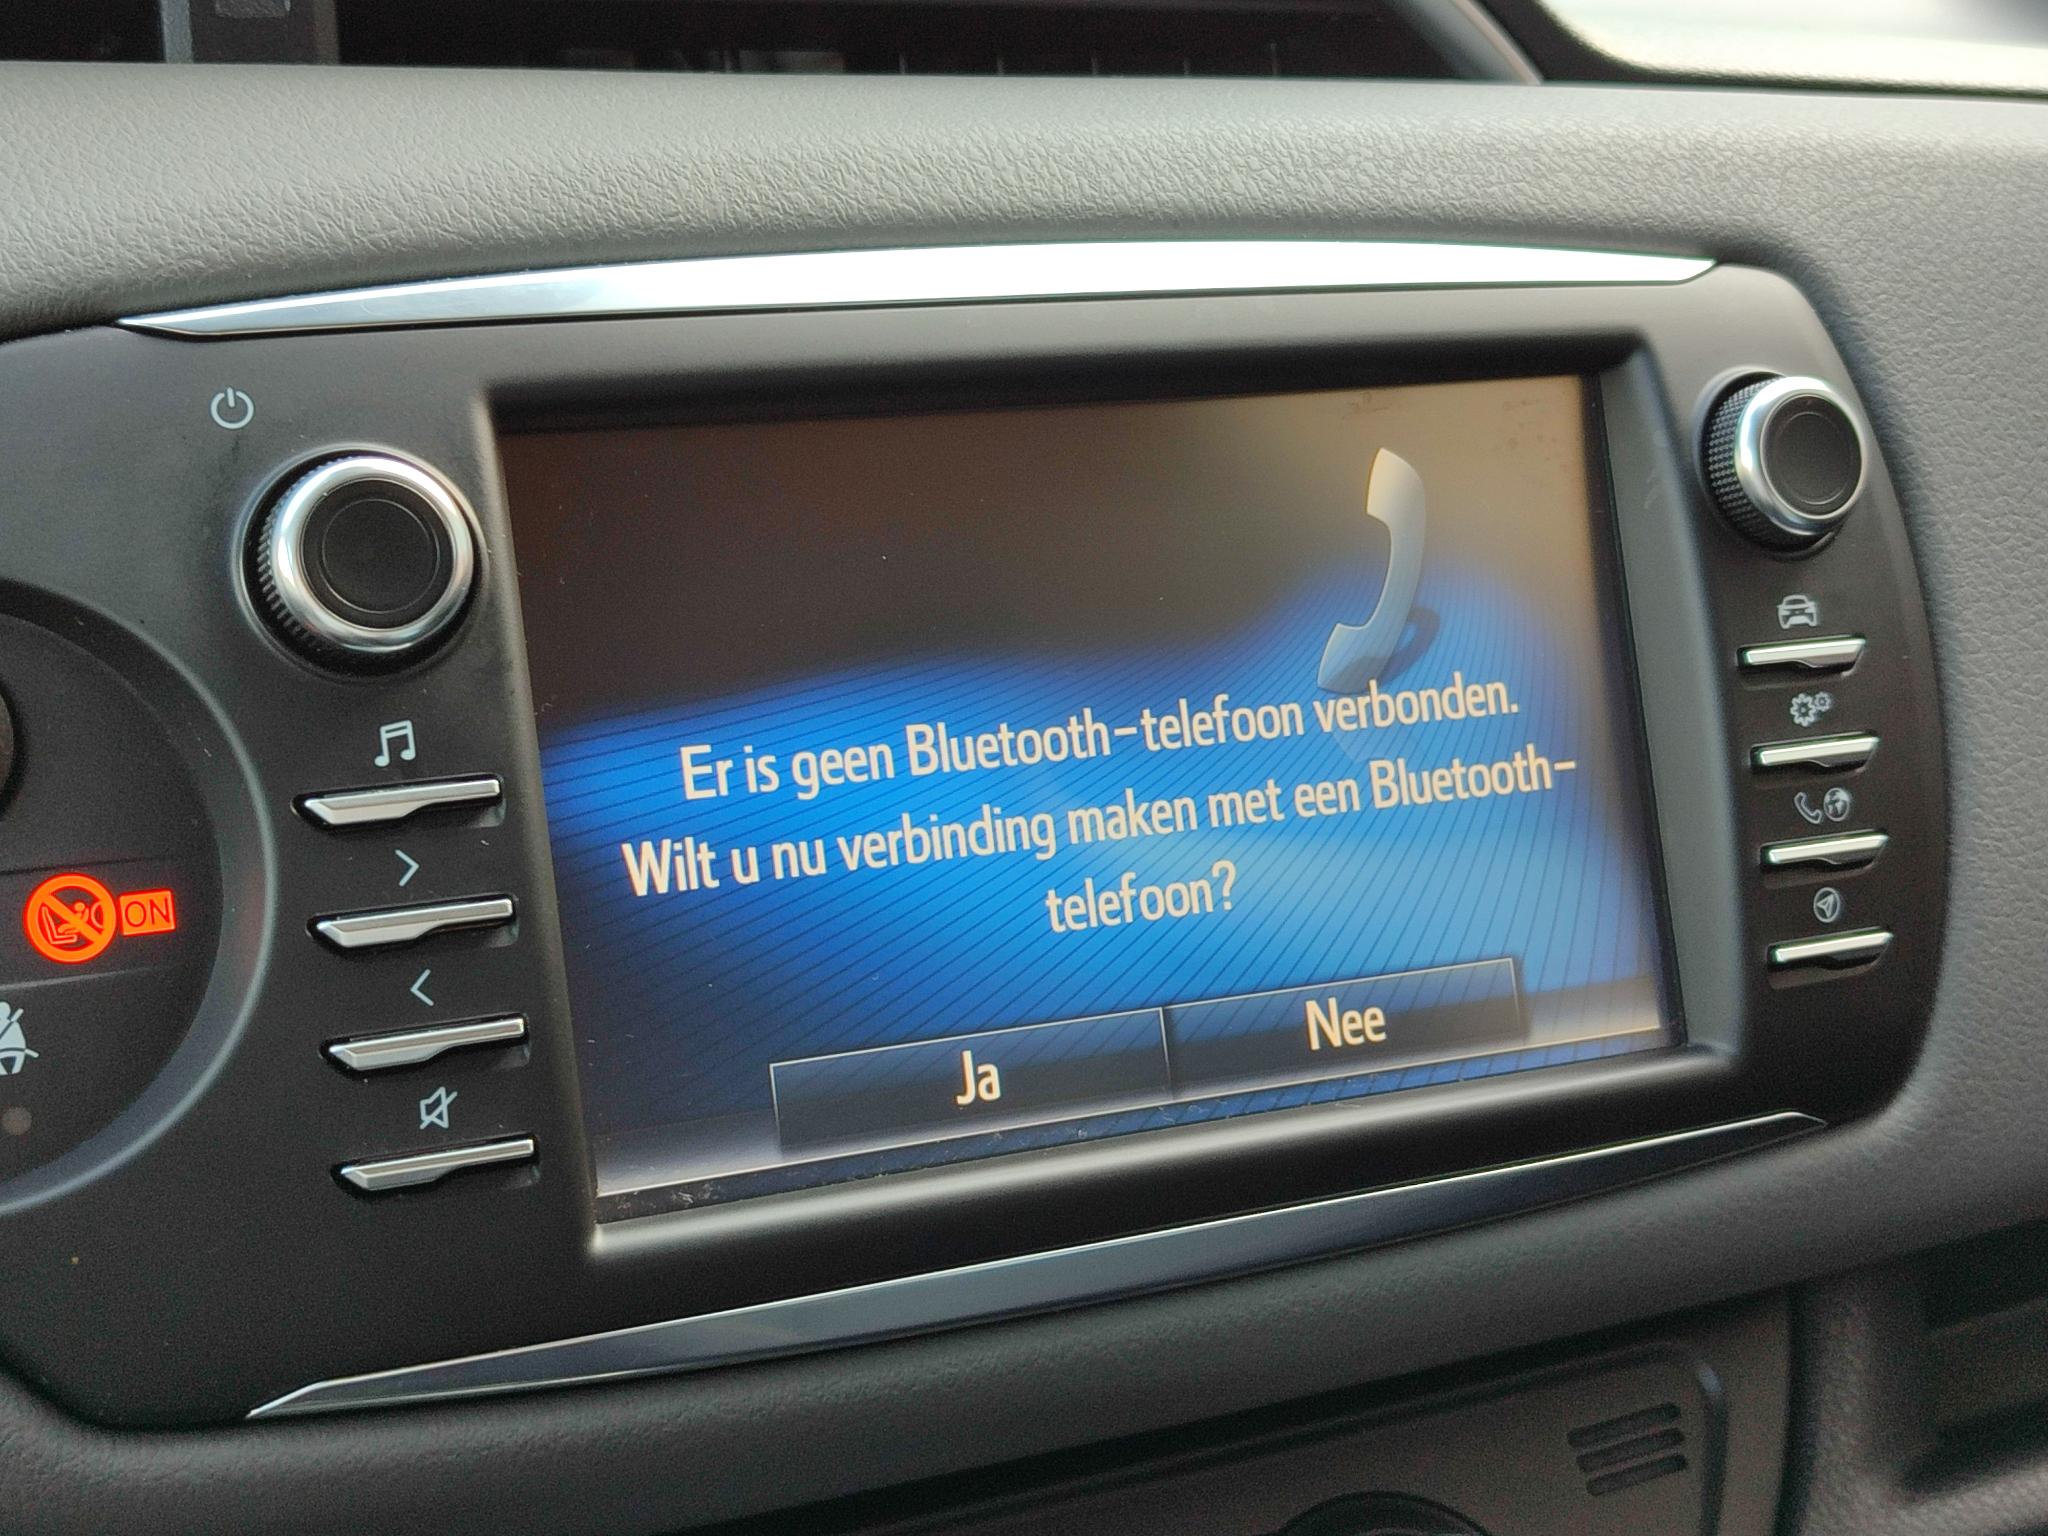 Er is geen Bluetooth-telefoon verbonden.
Wilt u nu verbinding maken met een Bluetooth-
telefoon?
Ja
Nee
ON